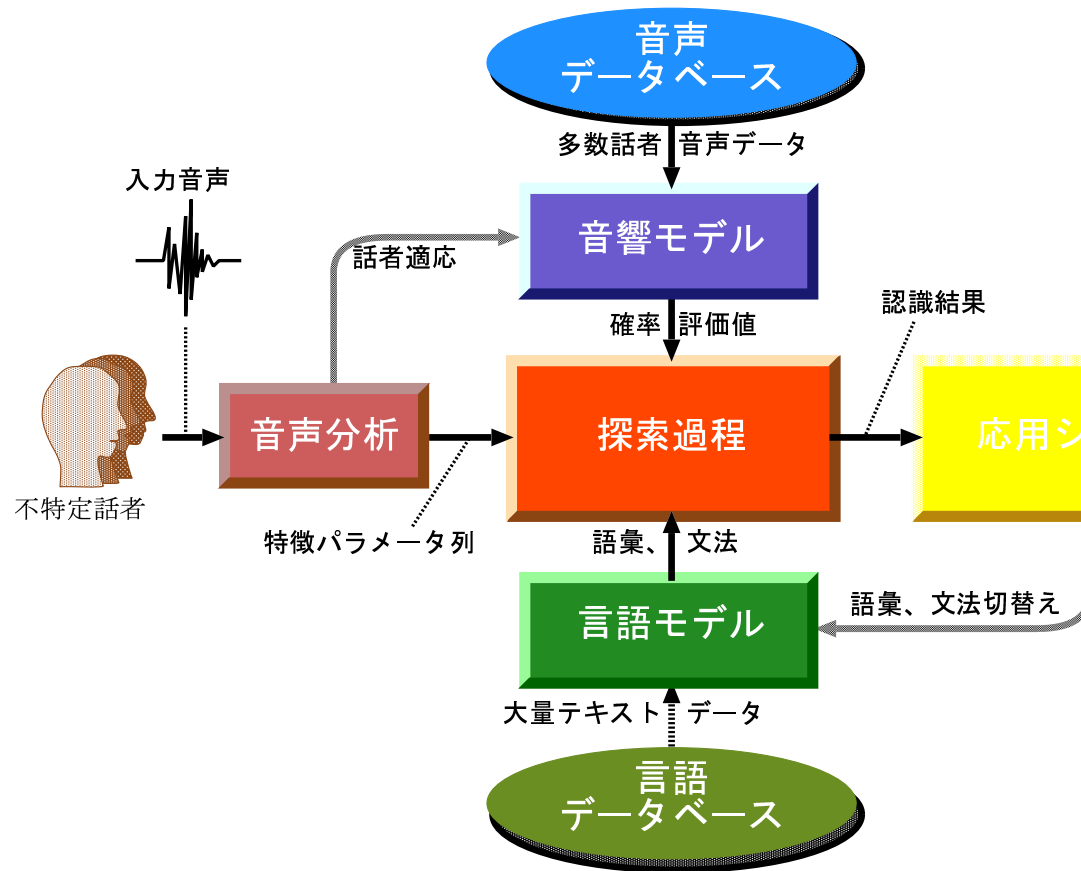 音声
データベース
多数話者 音声データ
入力音声
音響モデル
話者適応
確率 評価値
認識結果
音声分析
探索過程
応用シ
不特定話者
特徴パラメータ列
語彙、 文法
言語モデル
語彙、文法切替え
大量テキスト データ
言語
データベース